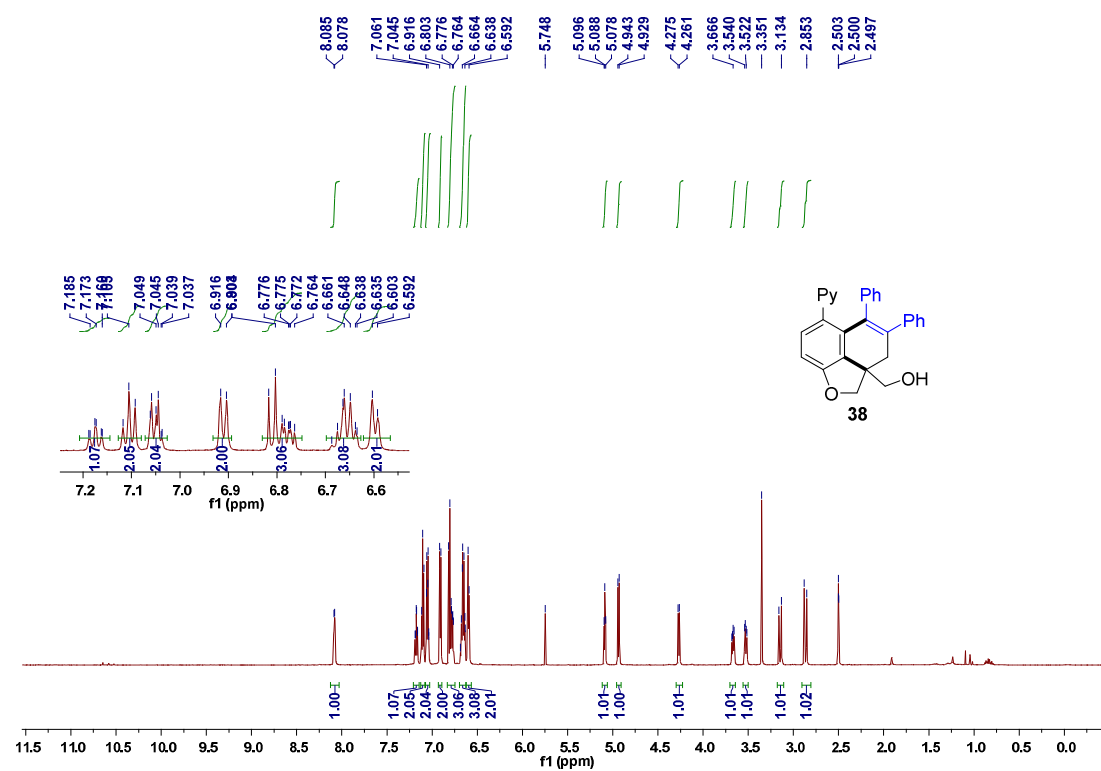 8.085 8.078 7.061 7.045 6.916 6.803 6.776 6.764 6.664 6.638 6.592 5.748 5.096 5.088 5.078 4.943 4.929 4.275 4.261 3.666 3.540 3.522 3.351 3.134 2.853 2.503 2.500 2.497
7.185 7.173 7.105 7.049 7.045 7.039 7.037 6.916 6.776 6.775 6.772 6.764 6.661 6.648 6.638 6.635 6.603 6.592
Py Ph
Ph
OH
O
38
1.07 2.05 2.04 2.00 3.06 3.08 2.01
7.2 7.1 7.0 6.9 6.8 6.7 6.6
f1 (ppm)
1.00 1.07 2.05 2.04 2.00 3.06 3.08 2.01 1.01 1.00 1.01 1.01 1.01 1.01 1.02
11.5 10.5 9.5 9.0 8.5 8.0 7.5 7.0 6.5 6.0 5.5 5.0 4.5 4.0 3.5 3.0 2.5 2.0 1.5 1.0 0.5 0.0
f1 (ppm)